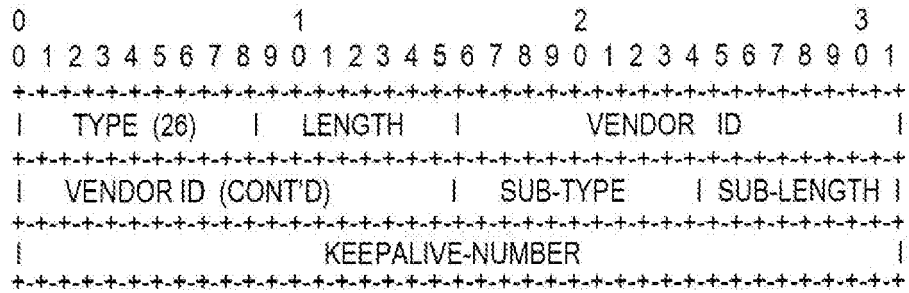 0 1 2 3
0 1 2 3 4 5 6 7 8 9 0 1 2 3 4 5 6 7 8 9 0 1 2 3 4 5 6 7 8 9 0 1
+-+-+-+-+-+-+-+-+-+-+-+-+-+-+-+-+-+-+-+-+-+-+-+-+-+-+-+-+-+-+-+-+
| TYPE (26) | LENGTH | VENDOR ID |
+-+-+-+-+-+-+-+-+-+-+-+-+-+-+-+-+-+-+-+-+-+-+-+-+-+-+-+-+-+-+-+-+
| VENDOR ID (CONT'D) | SUB-TYPE | SUB-LENGTH |
+-+-+-+-+-+-+-+-+-+-+-+-+-+-+-+-+-+-+-+-+-+-+-+-+-+-+-+-+-+-+-+-+
| KEEPALIVE-NUMBER |
+-+-+-+-+-+-+-+-+-+-+-+-+-+-+-+-+-+-+-+-+-+-+-+-+-+-+-+-+-+-+-+-+